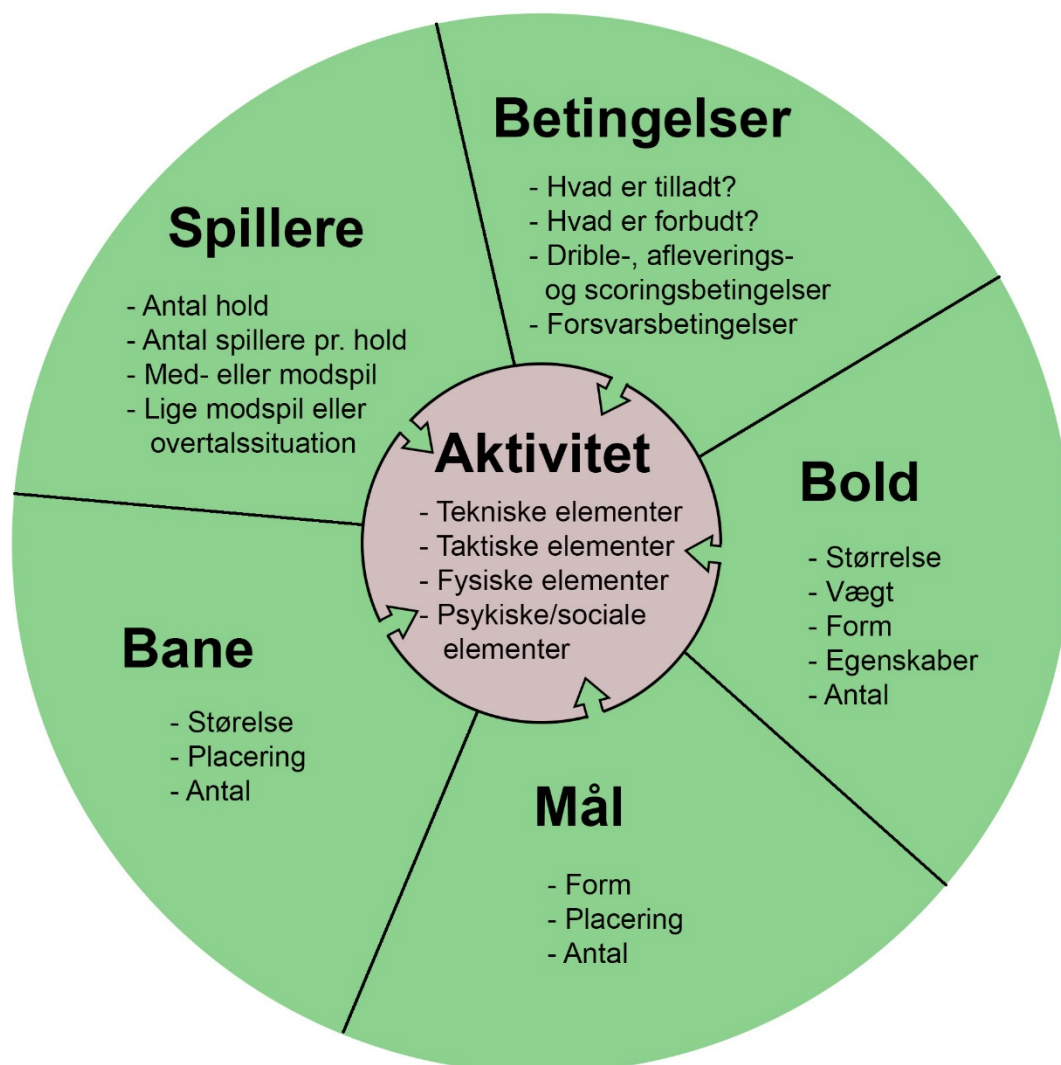 Betingelser
- Hvad er tilladt?
- Hvad er forbudt?
- Drible-, afleverings-
og scoringsbetingelser
- Forsvarsbetingelser
Spillere
- Antal hold
- Antal spillere pr. hold
- Med- eller modspil
- Lige modspil eller
overtalssituation
Aktivitet
- Tekniske elementer
- Taktiske elementer
- Fysiske elementer
- Psykiske/sociale
elementer
Bold
- Størrelse
- Vægt
- Form
- Egenskaber
- Antal
Bane
- Størelse
- Placering
- Antal
Mål
- Form
- Placering
- Antal